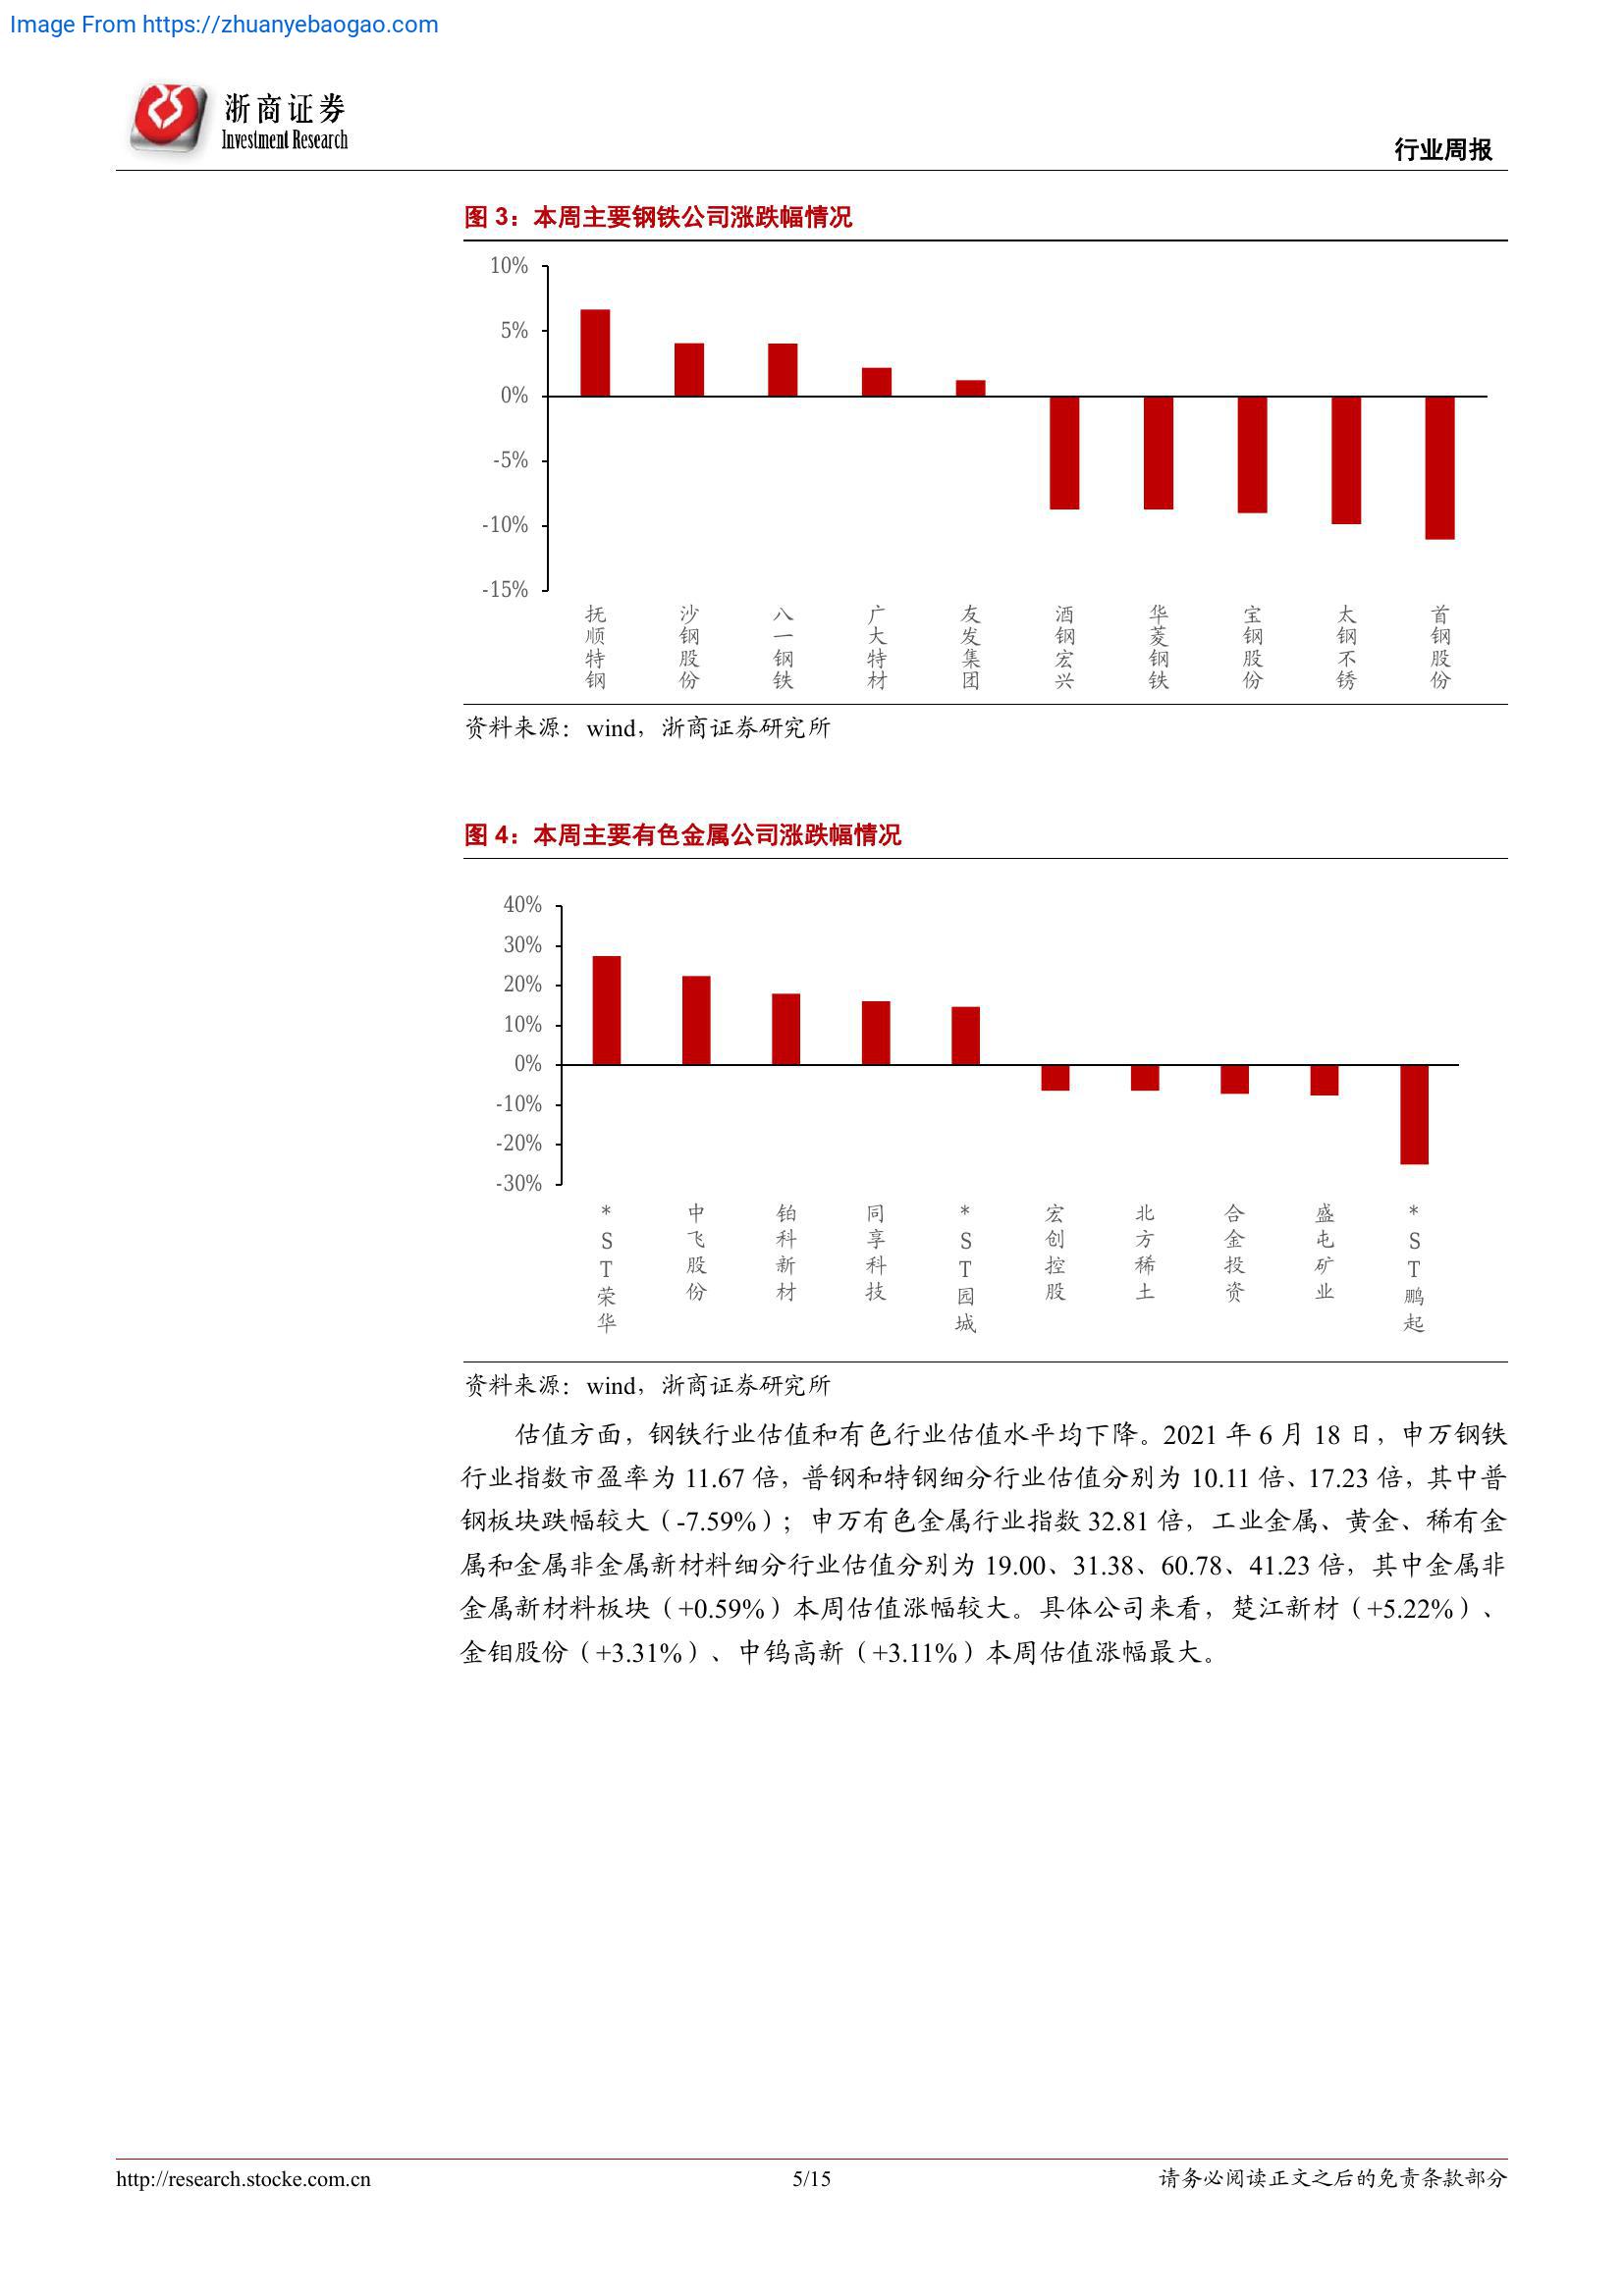 Image From https://zhuanyebaogao.com
浙商证券
Investment Research
行业周报
图 3：本周主要钢铁公司涨跌幅情况
10%
5%
0%
-5%
-10%
-15%
抚顺特钢
沙钢股份
八一钢铁
广大特材
友发集团
酒钢宏兴
华菱钢铁
宝钢股份
太钢不锈
首钢股份
资料来源：wind，浙商证券研究所
图 4：本周主要有色金属公司涨跌幅情况
40%
30%
20%
10%
0%
-10%
-20%
-30%
*ST荣华
中飞股份
铂科新材
同享科技
*ST园城
宏创控股
北方稀土
合金投资
盛屯矿业
*ST鹏起
资料来源：wind，浙商证券研究所
估值方面，钢铁行业估值和有色行业估值水平均下降。2021 年 6 月 18 日，申万钢铁
行业指数市盈率为 11.67 倍，普钢和特钢细分行业估值分别为 10.11 倍、17.23 倍，其中普
钢板块跌幅较大（-7.59%）；申万有色金属行业指数 32.81 倍，工业金属、黄金、稀有金
属和金属非金属新材料细分行业估值分别为 19.00、31.38、60.78、41.23 倍，其中金属非
金属新材料板块（+0.59%）本周估值涨幅较大。具体公司来看，楚江新材（+5.22%）、
金钼股份（+3.31%）、中钨高新（+3.11%）本周估值涨幅最大。
http://research.stocke.com.cn
5/15
请务必阅读正文之后的免责条款部分